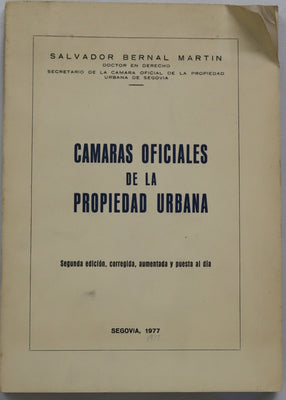 SALVADOR BERNAL MARTIN
DOCTOR EN DERECHO
SECRETARIO DE LA CAMARA OFICIAL DE LA PROPIEDAD
URBANA DE SEGOVIA
CAMARAS OFICIALES
DE LA
PROPIEDAD URBANA
Segunda edición, corregida, aumentada y puesta al día
SEGOVIA, 1977